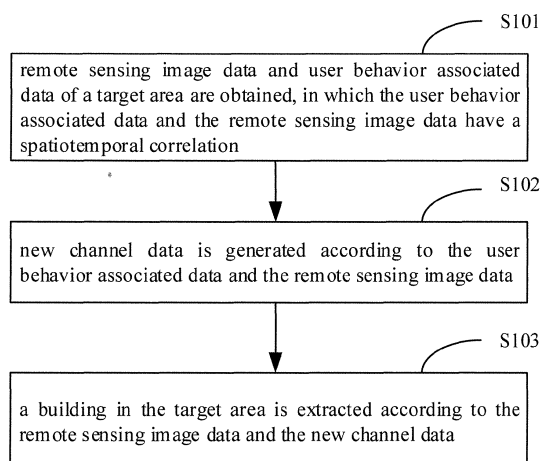 S101
remote sensing image data and user behavior associated
data of a target area are obtained, in which the user behavior
associated data and the remote sensing image data have a
spatiotemporal correlation
S102
new channel data is generated according to the user
behavior associated data and the remote sensing image data
S103
a building in the target area is extracted according to the
remote sensing image data and the new channel data